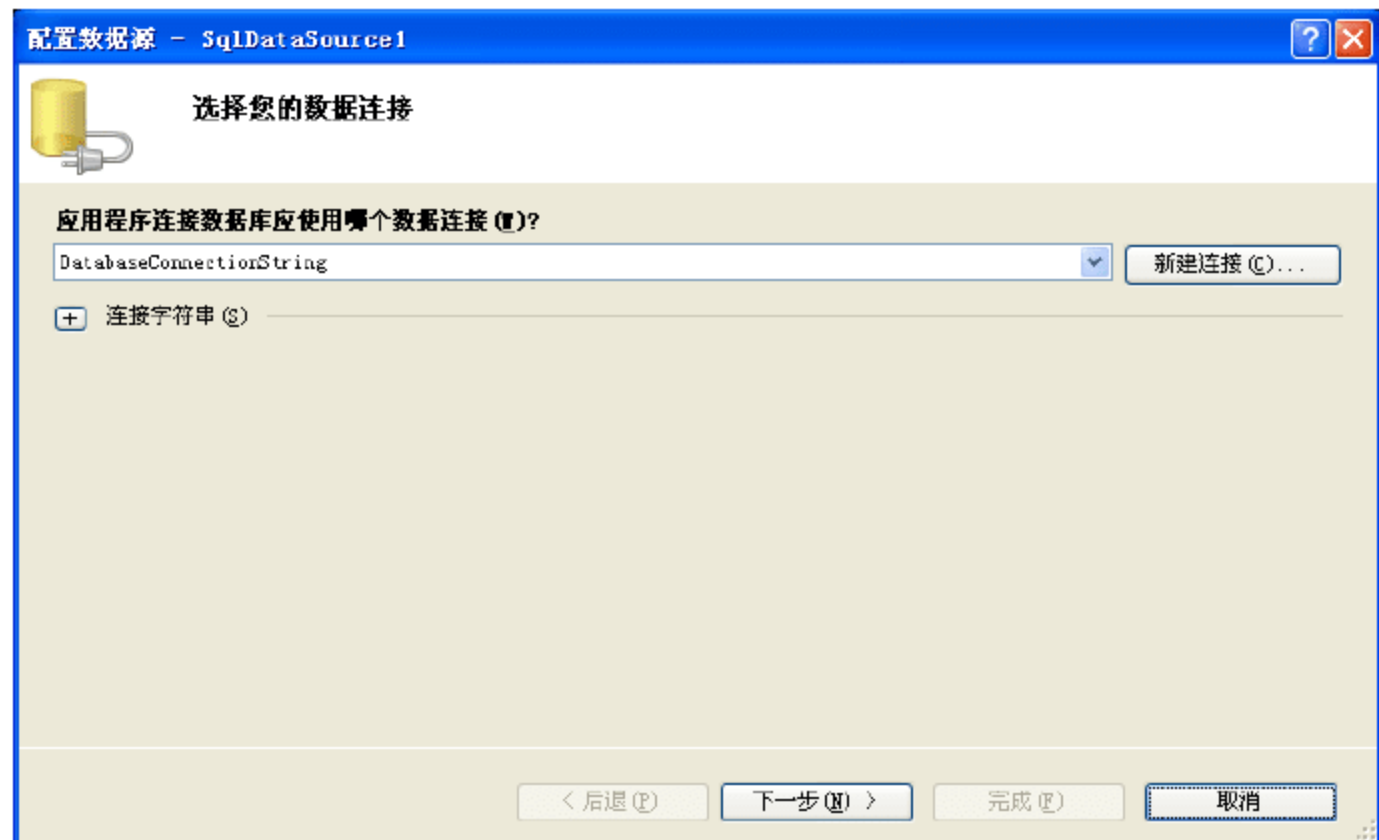 配置数据源 - SqlDataSource1
选择您的数据连接
应用程序连接数据库应使用哪个数据连接(W)?
DatabaseConnectionString
新建连接(C)...
+ 连接字符串(S)
< 后退(P)
下一步(N) >
完成(F)
取消